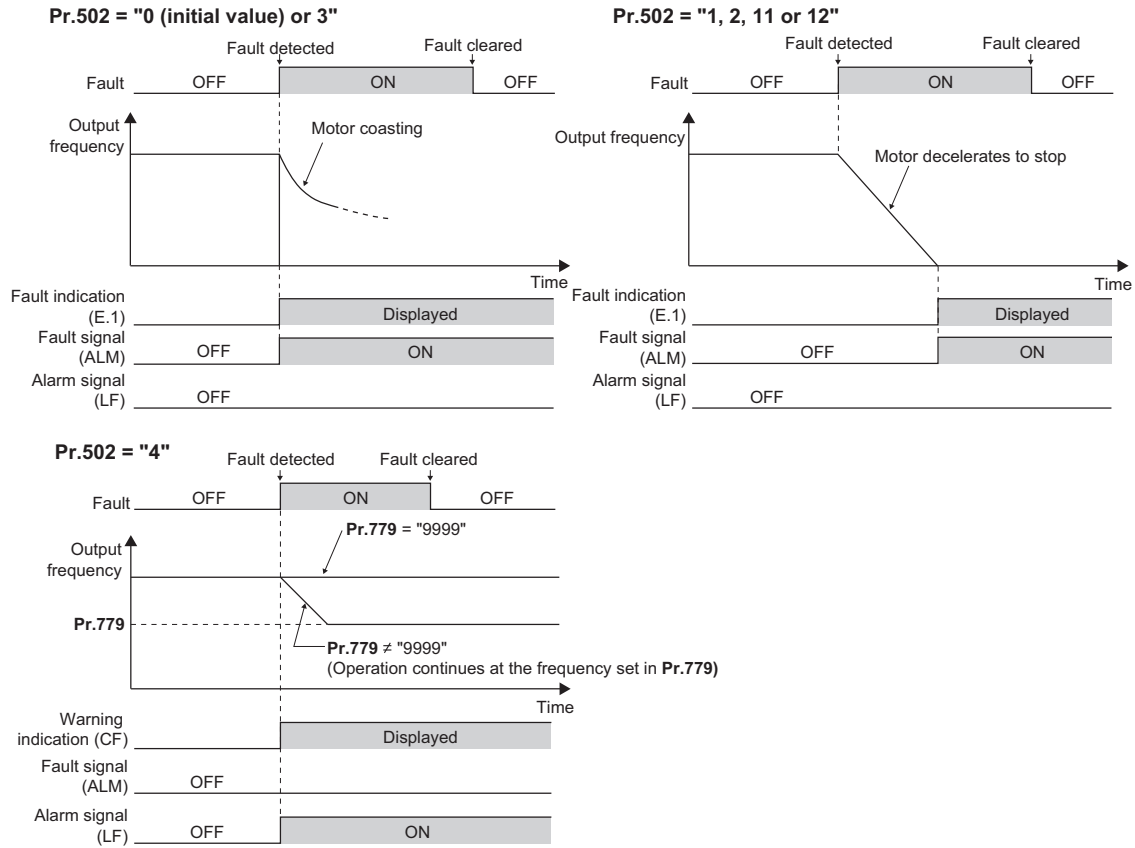 Pr.502 = "0 (initial value) or 3"
Fault detected
Fault cleared
Fault
OFF
ON
OFF
Output
frequency
Motor coasting
Time
Fault indication
(E.1)
Displayed
Fault signal
(ALM)
OFF
ON
Alarm signal
(LF)
OFF
Pr.502 = "1, 2, 11 or 12"
Fault detected
Fault cleared
Fault
OFF
ON
OFF
Output frequency
Motor decelerates to stop
Time
Fault indication
(E.1)
Displayed
Fault signal
(ALM)
OFF
ON
Alarm signal
(LF)
OFF
Pr.502 = "4"
Fault detected
Fault cleared
Fault
OFF
ON
OFF
Output
frequency
Pr.779 = "9999"
Pr.779
Pr.779 ≠ "9999"
(Operation continues at the frequency set in Pr.779)
Time
Warning
indication (CF)
Displayed
Fault signal
(ALM)
OFF
Alarm signal
(LF)
OFF
ON